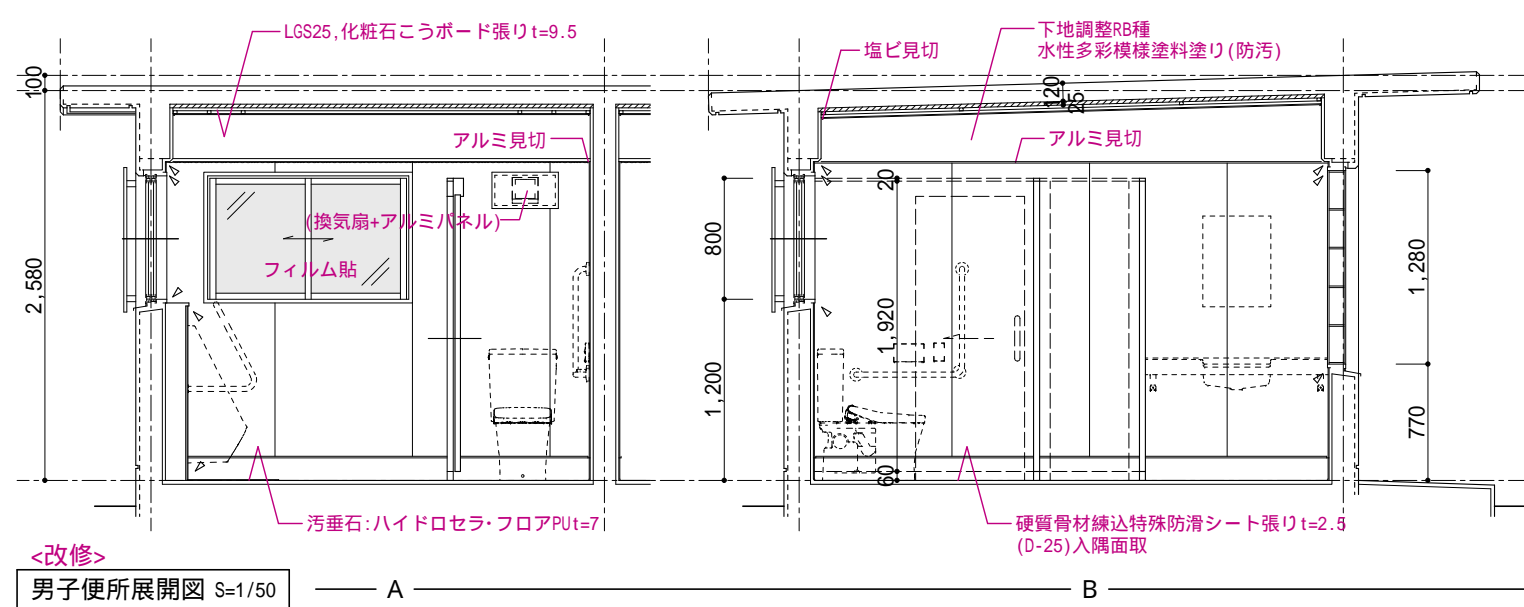 LGS25,化粧石こうボード張りt=9.5
塩ビ見切
下地調整RB種
水性多彩模様塗料塗り(防汚)
100
120
25
アルミ見切
アルミ見切
20
(換気扇+アルミパネル)
800
フィルム貼
2,580
1,280
1,920
1,200
770
60
汚垂石:ハイドロセラ・フロアPUt=7
硬質骨材練込特殊防滑シート張りt=2.5
(D-25)入隅面取
<改修>
男子便所展開図 S=1/50
A
B